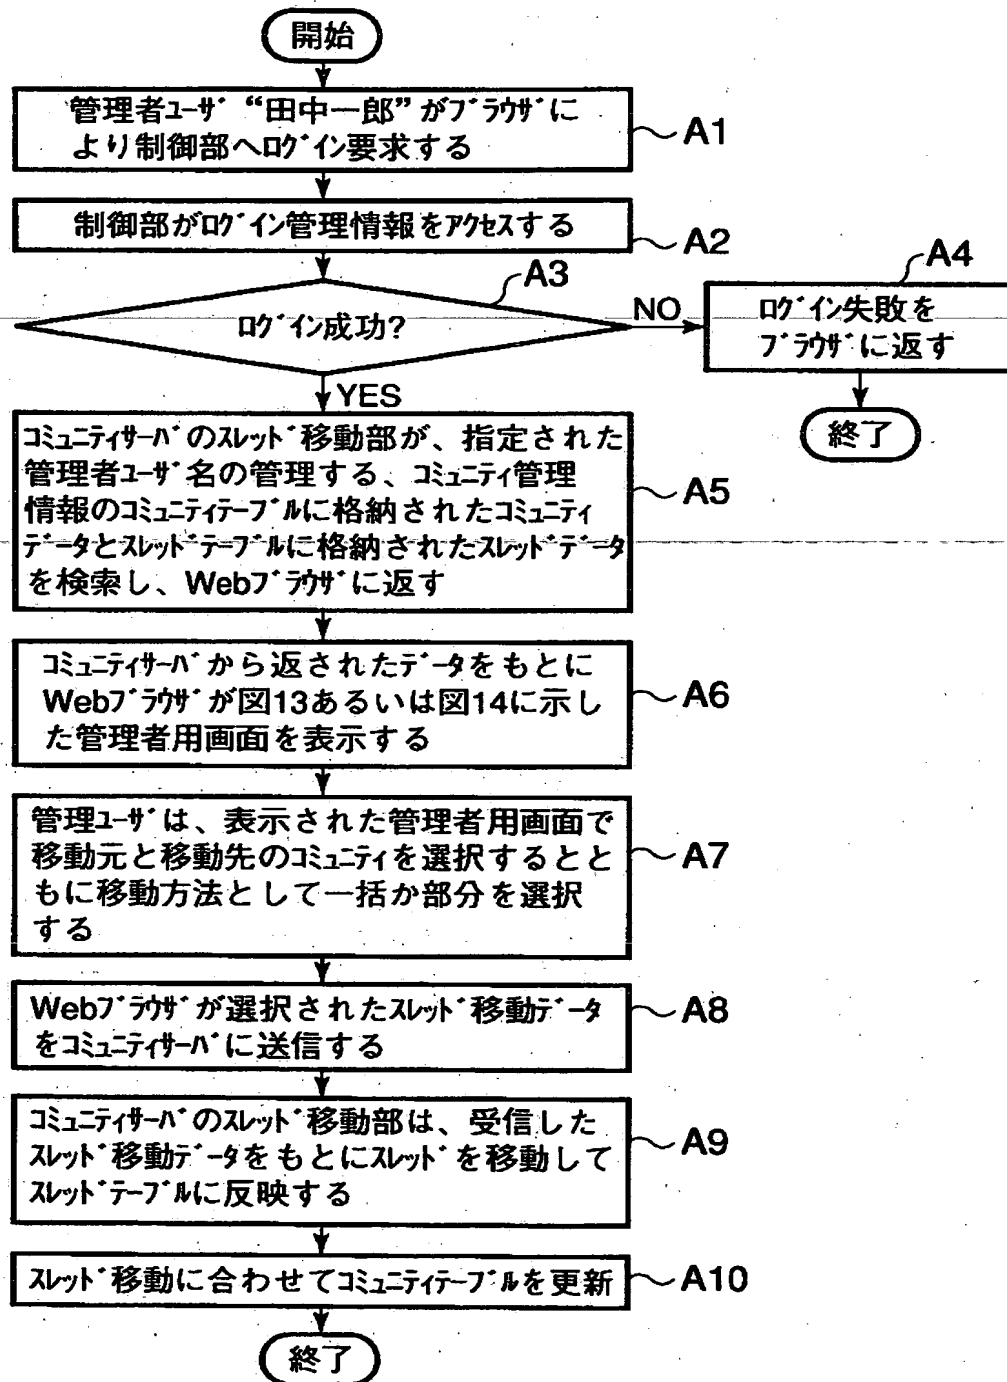 開始
管理者ユーザ“田中一郎”がブラウザに
より制御部へログイン要求する
A1
制御部がログイン管理情報をアクセスする
A2
ログイン成功?
A3
NO
A4
ログイン失敗を
ブラウザに返す
終了
YES
コミュニティサーバのスレッド移動部が、指定された
管理者ユーザ名の管理する、コミュニティ管理
情報のコミュニティテーブルに格納されたコミュニティ
データとスレッドテーブルに格納されたスレッドデータ
を検索し、Webブラウザに返す
A5
コミュニティサーバから返されたデータをもとに
Webブラウザが図13あるいは図14に示し
た管理者用画面を表示する
A6
管理ユーザは、表示された管理者用画面で
移動元と移動先のコミュニティを選択するとと
もに移動方法として一括か部分を選択
する
A7
Webブラウザが選択されたスレッド移動データ
をコミュニティサーバに送信する
A8
コミュニティサーバのスレッド移動部は、受信した
スレッド移動データをもとにスレッドを移動して
スレッドテーブルに反映する
A9
スレッド移動に合わせてコミュニティテーブルを更新
A10
終了